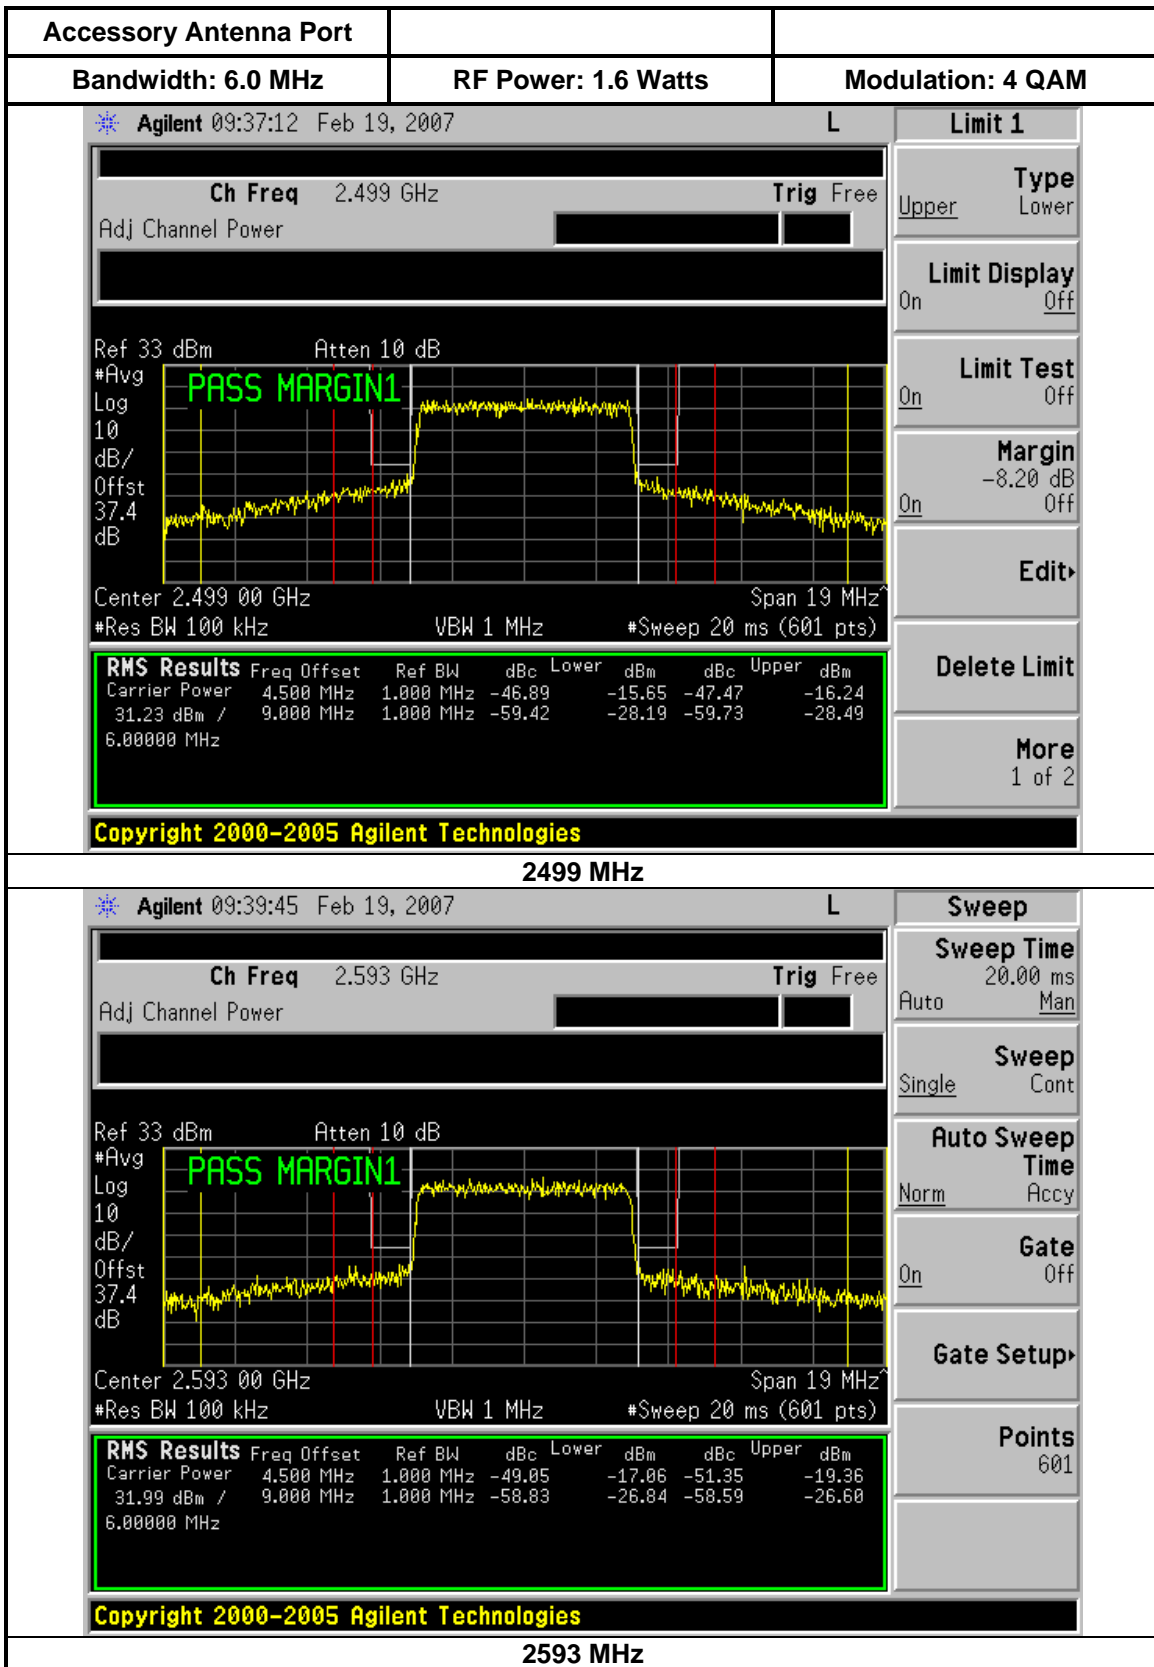 Accessory Antenna Port
Bandwidth: 6.0 MHz RF Power: 1.6 Watts Modulation: 4 QAM
Agilent 09:37:12 Feb 19, 2007 L Limit 1
Ch Freq 2.499 GHz Trig Free
Adj Channel Power
Type
Upper Lower
Limit Display
On Off
Ref 33 dBm Atten 10 dB
#Avg
Log
10
dB/
Offst
37.4
dB
PASS MARGIN1
Limit Test
On Off
Margin
-8.20 dB
On Off
Edit
Center 2.499 00 GHz Span 19 MHz^
#Res BW 100 kHz VBW 1 MHz #Sweep 20 ms (601 pts)
RMS Results Freq Offset Ref BW dBc Lower dBm dBc Upper dBm
Carrier Power 4.500 MHz 1.000 MHz -46.89 -15.65 -47.47 -16.24
31.23 dBm / 9.000 MHz 1.000 MHz -59.42 -28.19 -59.73 -28.49
6.00000 MHz
Delete Limit
More
1 of 2
Copyright 2000-2005 Agilent Technologies
2499 MHz
Agilent 09:39:45 Feb 19, 2007 L Sweep
Ch Freq 2.593 GHz Trig Free
Adj Channel Power
Sweep Time
20.00 ms
Auto Man
Sweep
Single Cont
Ref 33 dBm Atten 10 dB
#Avg
Log
10
dB/
Offst
37.4
dB
PASS MARGIN1
Auto Sweep
Time
Norm Accy
Gate
On Off
Gate Setup
Center 2.593 00 GHz Span 19 MHz^
#Res BW 100 kHz VBW 1 MHz #Sweep 20 ms (601 pts)
RMS Results Freq Offset Ref BW dBc Lower dBm dBc Upper dBm
Carrier Power 4.500 MHz 1.000 MHz -49.05 -17.06 -51.35 -19.36
31.99 dBm / 9.000 MHz 1.000 MHz -58.83 -26.84 -58.59 -26.60
6.00000 MHz
Points
601
Copyright 2000-2005 Agilent Technologies
2593 MHz